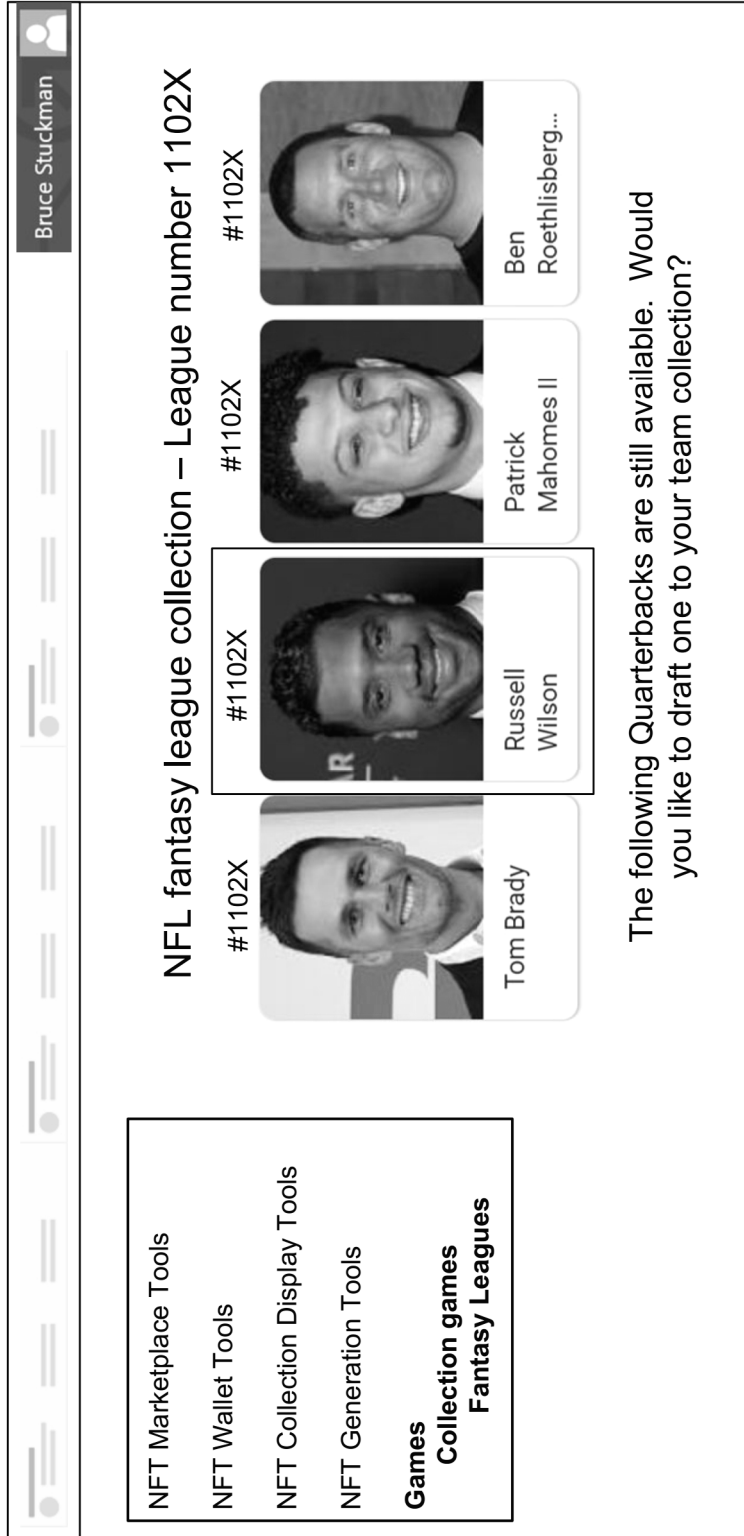 Bruce Stuckman
NFT Marketplace Tools
NFT Wallet Tools
NFT Collection Display Tools
NFT Generation Tools
Games
Collection games
Fantasy Leagues
NFL fantasy league collection – League number 1102X
#1102X
#1102X
#1102X
#1102X
AR
Tom Brady
Russell
Wilson
Patrick
Mahomes II
Ben
Roethlisberg...
The following Quarterbacks are still available.  Would
you like to draft one to your team collection?